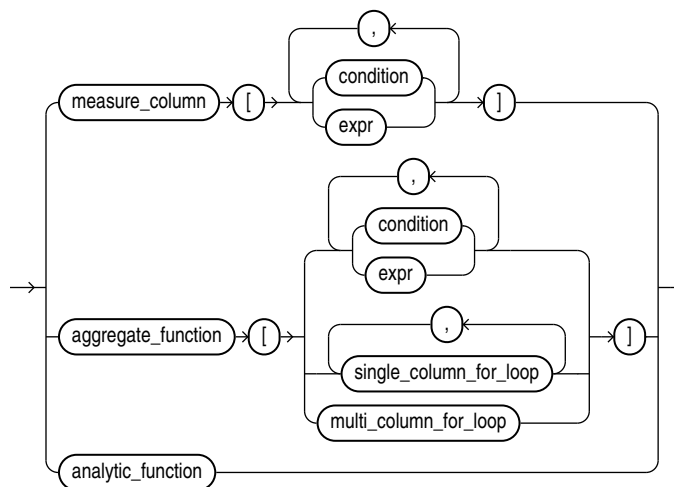 ,
condition
measure_column [ ]
expr
,
condition
expr
aggregate_function [ ]
,
single_column_for_loop
multi_column_for_loop
analytic_function